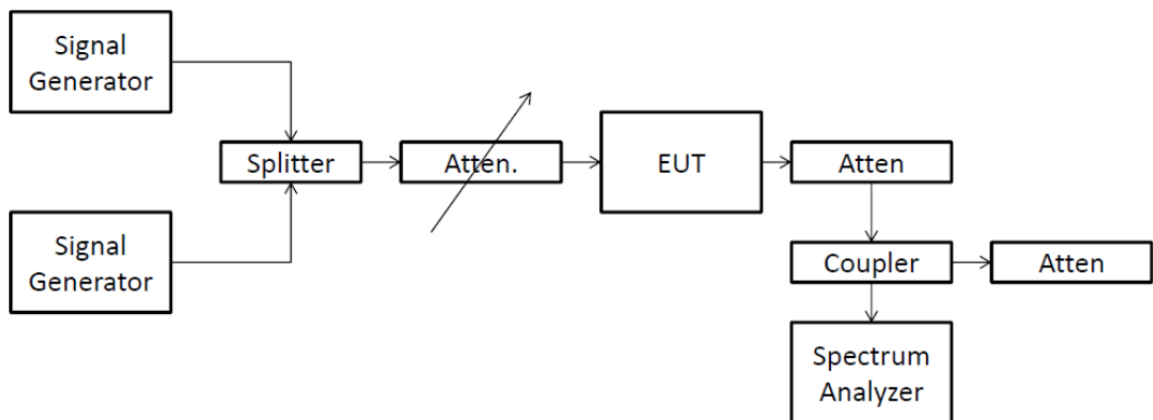 Signal
Generator
Splitter
Atten.
EUT
Atten
Signal
Generator
Coupler
Atten
Spectrum
Analyzer